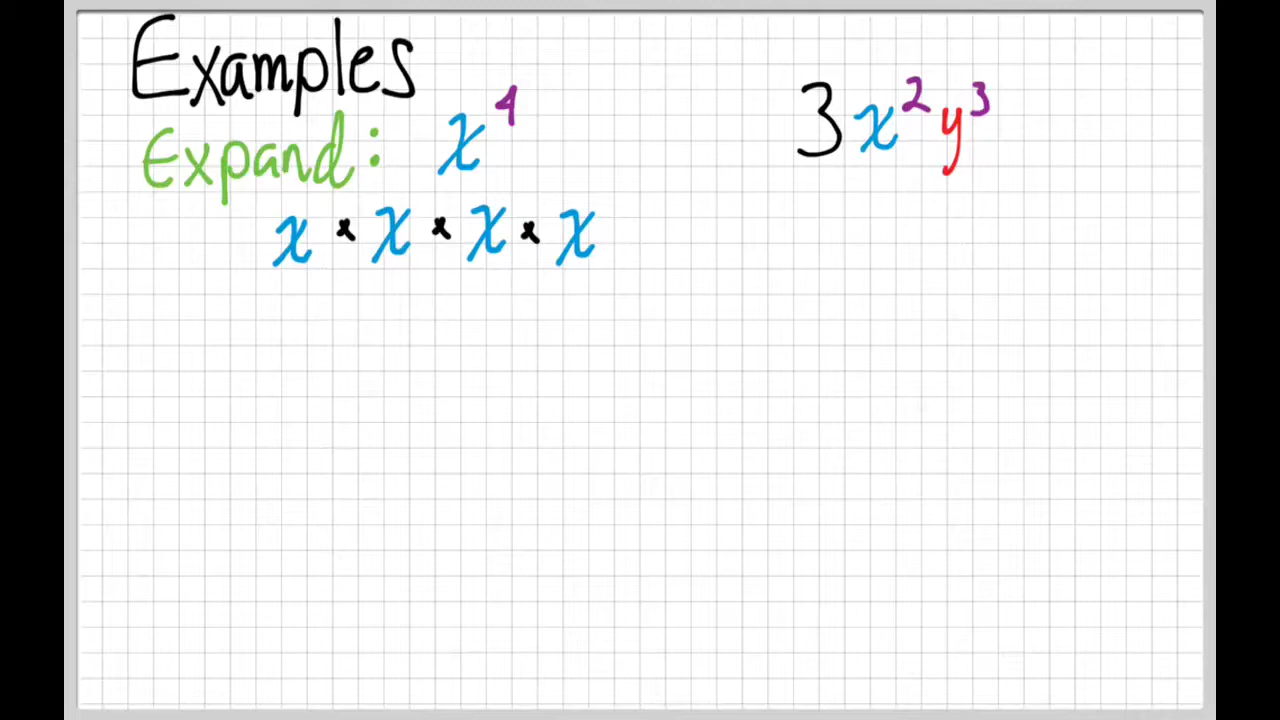 Examples
Expand: x⁴
x * x * x * x
3x²y³